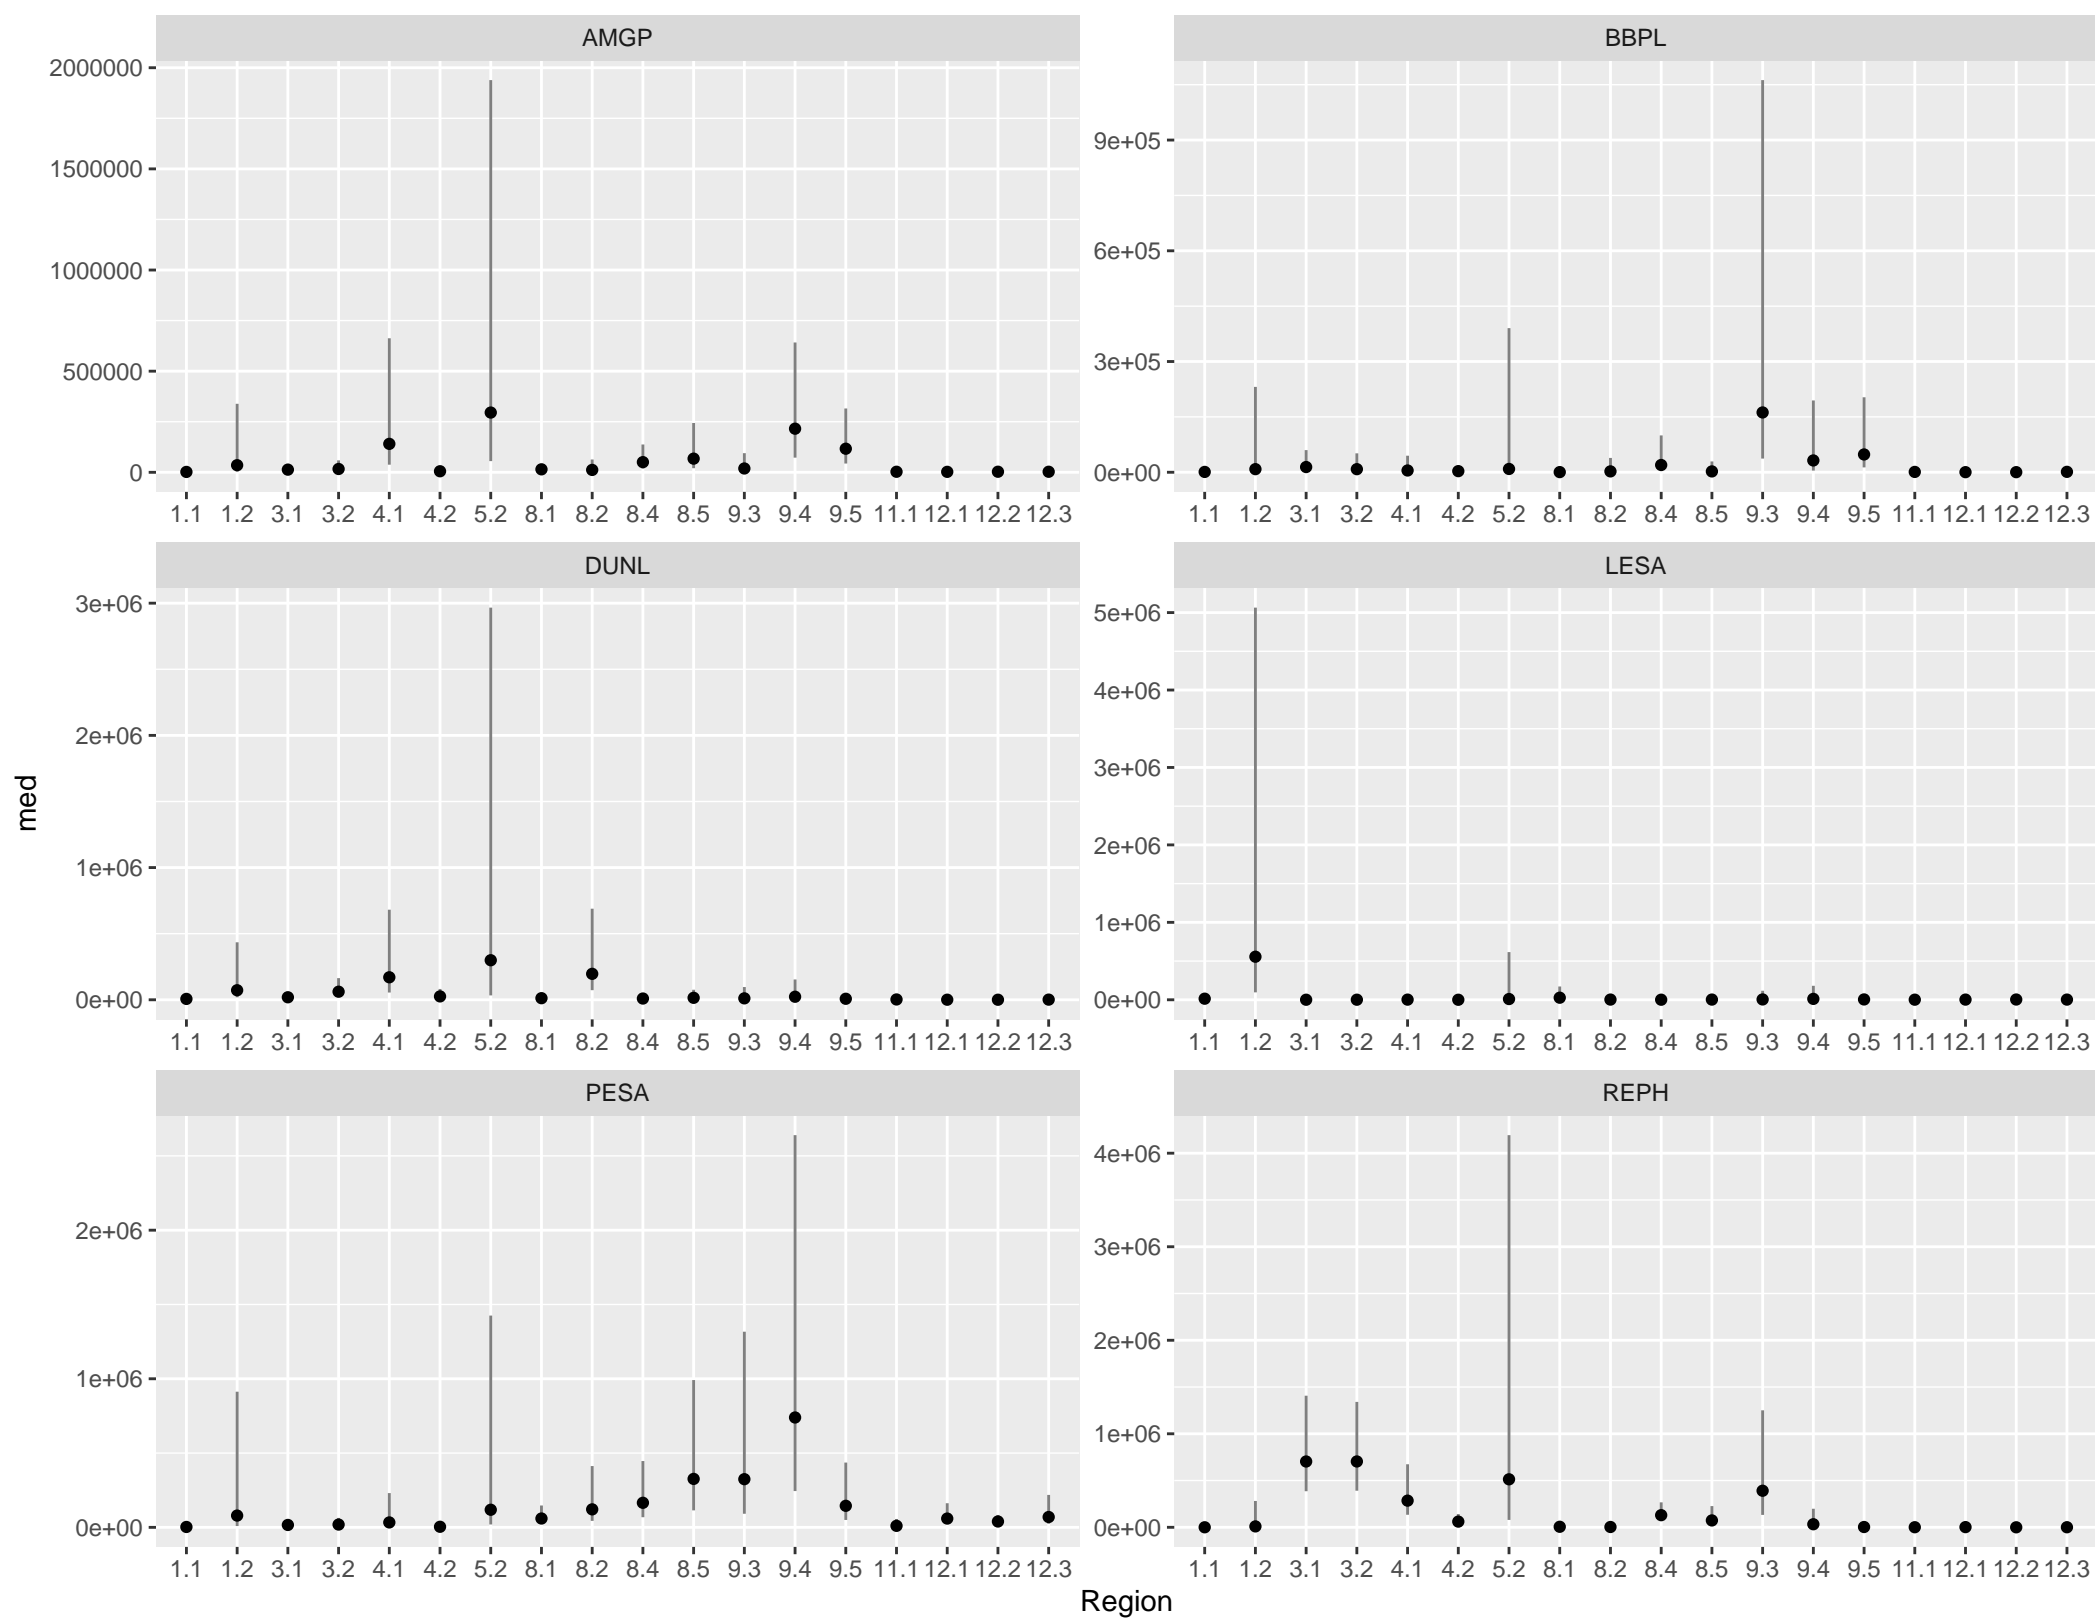 AMGP
BBPL
2000000
1500000
1000000
500000
0
9e+05
6e+05
3e+05
0e+00
1.1 1.2 3.1 3.2 4.1 4.2 5.2 8.1 8.2 8.4 8.5 9.3 9.4 9.5 11.1 12.1 12.2 12.3
1.1 1.2 3.1 3.2 4.1 4.2 5.2 8.1 8.2 8.4 8.5 9.3 9.4 9.5 11.1 12.1 12.2 12.3
DUNL
LESA
3e+06
2e+06
1e+06
0e+00
5e+06
4e+06
3e+06
2e+06
1e+06
0e+00
1.1 1.2 3.1 3.2 4.1 4.2 5.2 8.1 8.2 8.4 8.5 9.3 9.4 9.5 11.1 12.1 12.2 12.3
1.1 1.2 3.1 3.2 4.1 4.2 5.2 8.1 8.2 8.4 8.5 9.3 9.4 9.5 11.1 12.1 12.2 12.3
med
PESA
REPH
2e+06
1e+06
0e+00
4e+06
3e+06
2e+06
1e+06
0e+00
1.1 1.2 3.1 3.2 4.1 4.2 5.2 8.1 8.2 8.4 8.5 9.3 9.4 9.5 11.1 12.1 12.2 12.3
1.1 1.2 3.1 3.2 4.1 4.2 5.2 8.1 8.2 8.4 8.5 9.3 9.4 9.5 11.1 12.1 12.2 12.3
Region